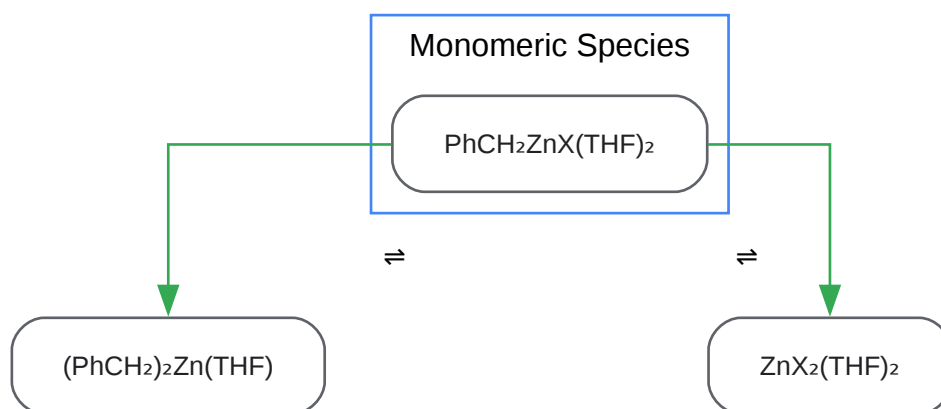 Monomeric Species
PhCH₂ZnX(THF)₂
⇌ ⇌
(PhCH₂)₂Zn(THF)
ZnX₂(THF)₂